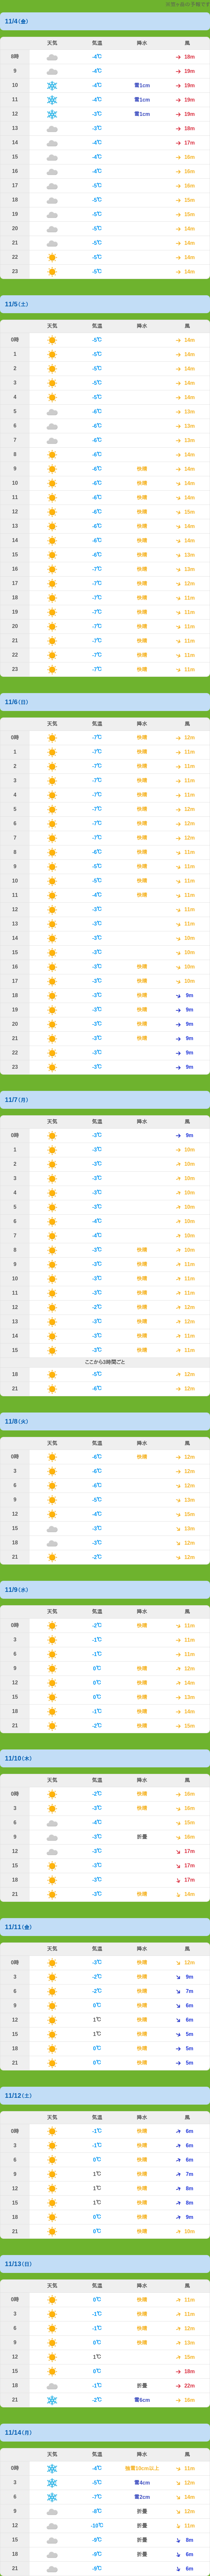 11/4(金)
天気 気温 降水 風
8時 -4℃ 18m
9 -4℃ 19m
10 -4℃ 雪1cm 19m
11 -4℃ 雪1cm 19m
12 -3℃ 雪1cm 19m
13 -3℃ 18m
14 -4℃ 17m
15 -4℃ 16m
16 -4℃ 16m
17 -5℃ 16m
18 -5℃ 15m
19 -5℃ 15m
20 -5℃ 14m
21 -5℃ 14m
22 -5℃ 14m
23 -5℃ 14m
11/5(土)
天気 気温 降水 風
0時 -5℃ 14m
1 -5℃ 14m
2 -5℃ 14m
3 -5℃ 14m
4 -5℃ 14m
5 -6℃ 13m
6 -6℃ 13m
7 -6℃ 13m
8 -6℃ 14m
9 -6℃ 快晴 14m
10 -6℃ 快晴 14m
11 -6℃ 快晴 14m
12 -6℃ 快晴 15m
13 -6℃ 快晴 14m
14 -6℃ 快晴 14m
15 -6℃ 快晴 13m
16 -7℃ 快晴 13m
17 -7℃ 快晴 12m
18 -7℃ 快晴 11m
19 -7℃ 快晴 11m
20 -7℃ 快晴 11m
21 -7℃ 快晴 11m
22 -7℃ 快晴 11m
23 -7℃ 快晴 11m
11/6(日)
天気 気温 降水 風
0時 -7℃ 快晴 12m
1 -7℃ 快晴 11m
2 -7℃ 快晴 11m
3 -7℃ 快晴 11m
4 -7℃ 快晴 11m
5 -7℃ 快晴 12m
6 -7℃ 快晴 12m
7 -7℃ 快晴 12m
8 -6℃ 快晴 11m
9 -5℃ 快晴 11m
10 -5℃ 快晴 11m
11 -4℃ 快晴 11m
12 -3℃ 11m
13 -3℃ 11m
14 -3℃ 10m
15 -3℃ 10m
16 -3℃ 快晴 10m
17 -3℃ 快晴 10m
18 -3℃ 快晴 9m
19 -3℃ 快晴 9m
20 -3℃ 快晴 9m
21 -3℃ 快晴 9m
22 -3℃ 9m
23 -3℃ 9m
11/7(月)
天気 気温 降水 風
0時 -3℃ 9m
1 -3℃ 10m
2 -3℃ 10m
3 -3℃ 10m
4 -3℃ 10m
5 -3℃ 10m
6 -4℃ 10m
7 -4℃ 10m
8 -3℃ 快晴 10m
9 -3℃ 快晴 11m
10 -3℃ 快晴 11m
11 -3℃ 快晴 11m
12 -2℃ 快晴 12m
13 -3℃ 快晴 12m
14 -3℃ 快晴 11m
15 -3℃ 快晴 11m
ここから3時間ごと
18 -5℃ 12m
21 -6℃ 12m
11/8(火)
天気 気温 降水 風
0時 -6℃ 快晴 12m
3 -6℃ 12m
6 -6℃ 12m
9 -5℃ 13m
12 -4℃ 15m
15 -3℃ 13m
18 -3℃ 12m
21 -2℃ 12m
11/9(水)
天気 気温 降水 風
0時 -2℃ 快晴 11m
3 -1℃ 快晴 11m
6 -1℃ 快晴 11m
9 0℃ 快晴 12m
12 0℃ 快晴 14m
15 0℃ 快晴 13m
18 -1℃ 快晴 14m
21 -2℃ 快晴 15m
11/10(木)
天気 気温 降水 風
0時 -2℃ 快晴 16m
3 -3℃ 快晴 16m
6 -4℃ 15m
9 -3℃ 折曇 16m
12 -3℃ 17m
15 -3℃ 17m
18 -3℃ 17m
21 -3℃ 快晴 14m
11/11(金)
天気 気温 降水 風
0時 -3℃ 快晴 12m
3 -2℃ 快晴 9m
6 -2℃ 快晴 7m
9 0℃ 快晴 6m
12 1℃ 快晴 6m
15 1℃ 快晴 5m
18 0℃ 快晴 5m
21 0℃ 快晴 5m
11/12(土)
天気 気温 降水 風
0時 -1℃ 快晴 6m
3 -1℃ 快晴 6m
6 0℃ 快晴 6m
9 1℃ 快晴 7m
12 1℃ 快晴 8m
15 1℃ 快晴 8m
18 0℃ 快晴 9m
21 0℃ 快晴 10m
11/13(日)
天気 気温 降水 風
0時 0℃ 快晴 11m
3 -1℃ 快晴 11m
6 -1℃ 快晴 12m
9 0℃ 快晴 13m
12 1℃ 15m
15 0℃ 18m
18 -1℃ 折曇 22m
21 -2℃ 雪6cm 16m
11/14(月)
天気 気温 降水 風
0時 -4℃ 強雪10cm以上 11m
3 -5℃ 雪4cm 12m
6 -7℃ 雪2cm 14m
9 -8℃ 折曇 12m
12 -10℃ 折曇 11m
15 -9℃ 折曇 8m
18 -9℃ 折曇 6m
21 -9℃ 6m